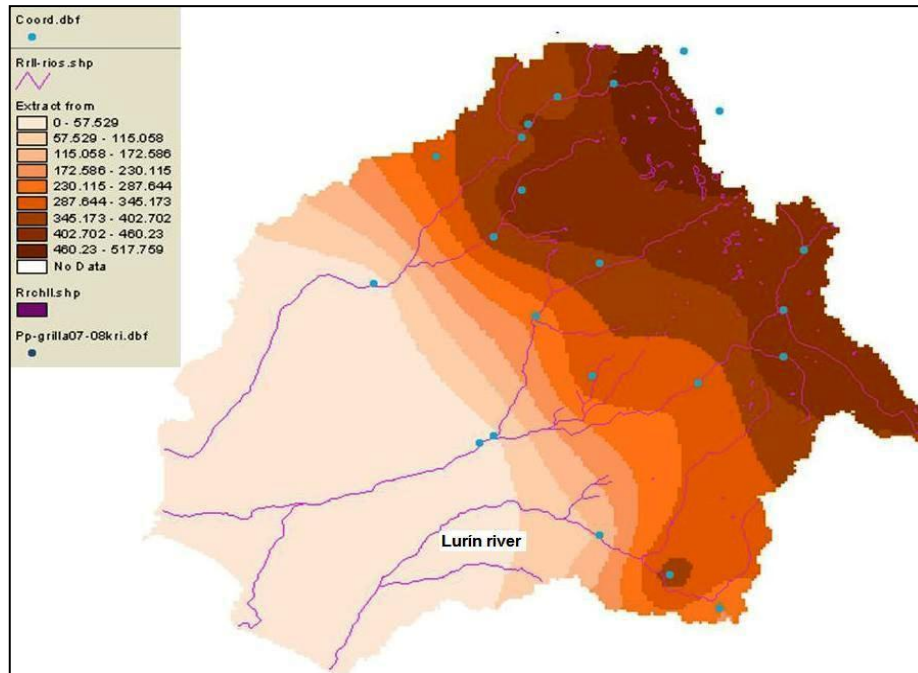 Coord.dbf
Rrll-rios.shp
Extract from
0 - 57.529
57.529 - 115.058
115.058 - 172.586
172.586 - 230.115
230.115 - 287.644
287.644 - 345.173
345.173 - 402.702
402.702 - 460.23
460.23 - 517.759
No Data
Rrchll.shp
Pp-grilla07-08kri.dbf
Lurín river